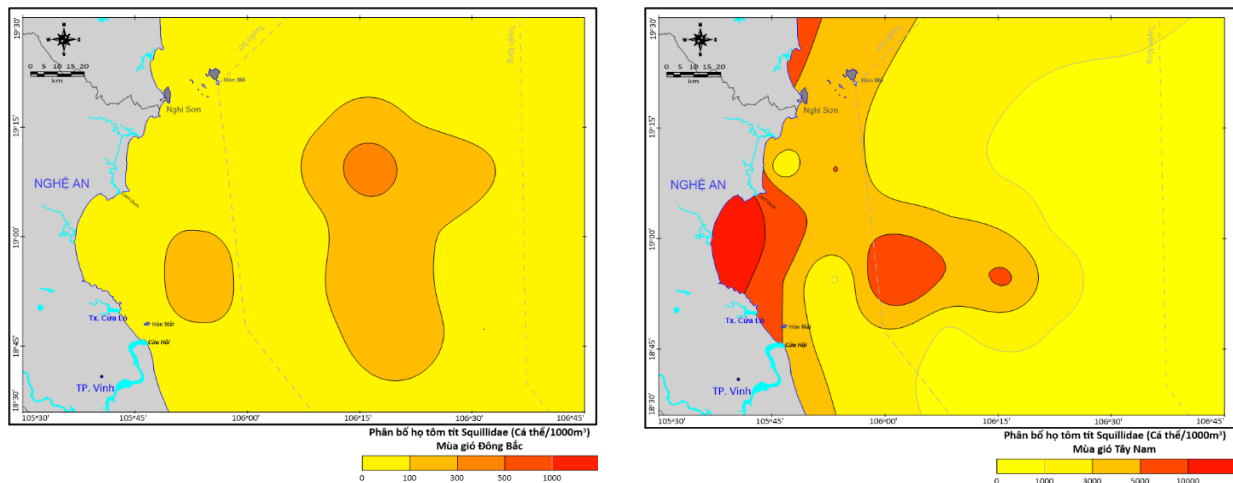 19°30'
N
W
E
S
0 5 10 15 20
km
Tuyến bờ
Tuyến lộng
Hòn Mê
Nghi Sơn
19°15'
NGHỆ AN
19°00'
Tx. Cửa Lò
Hòn Mắt
Cửa Hội
18°45'
TP. Vinh
18°30'
105°30' 105°45' 106°00' 106°15' 106°30' 106°45'
Phân bố họ tôm tít Squillidae (Cá thể/1000m³)
Mùa gió Đông Bắc
0 100 300 500 1000
19°30'
N
W
E
S
0 5 10 15 20
km
Tuyến lộng
Hòn Mê
Nghi Sơn
19°15'
NGHỆ AN
19°00'
Tx. Cửa Lò
Hòn Mắt
Cửa Hội
18°45'
TP. Vinh
18°30'
105°30' 105°45' 106°00' 106°15' 106°30' 106°45'
Phân bố họ tôm tít Squillidae (Cá thể/1000m³)
Mùa gió Tây Nam
0 1000 3000 5000 10000